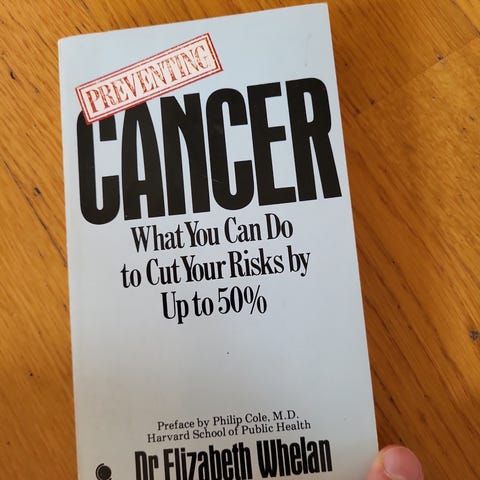 PREVENTING
CANCER
What You Can Do
to Cut Your Risks by
Up to 50%
Preface by Philip Cole, M.D.
Harvard School of Public Health
Dr Elizabeth Whelan